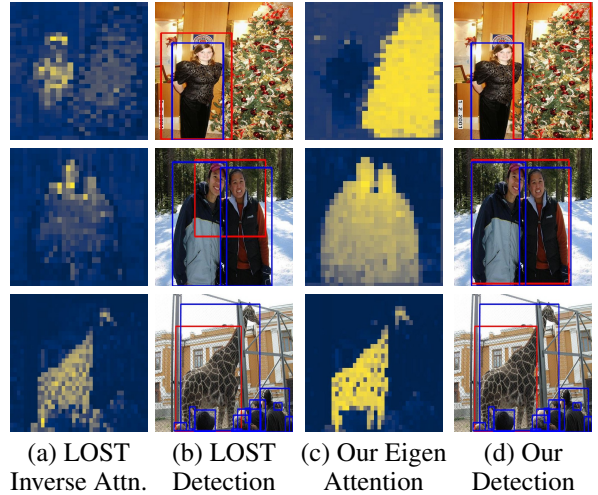 (a) LOST
Inverse Attn.
(b) LOST
Detection
(c) Our Eigen
Attention
(d) Our
Detection